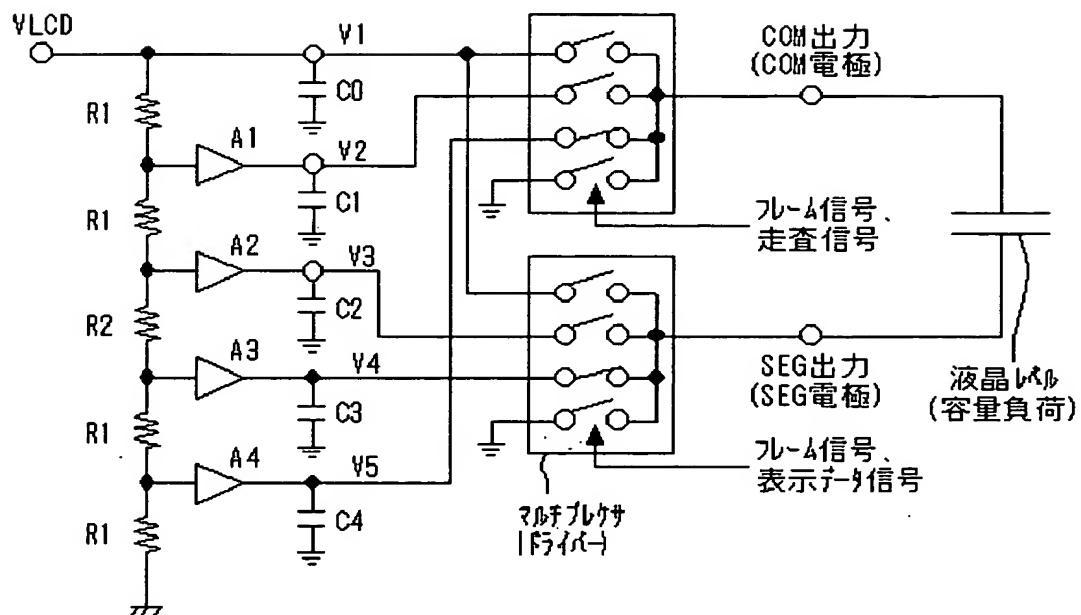 VLCD
V1
C0
R1
A1
V2
C1
R1
A2
V3
C2
R2
A3
V4
C3
R1
A4
V5
C4
R1
COM出力
(COM電極)
フレーム信号、
走査信号
SEG出力
(SEG電極)
フレーム信号、
表示データ信号
マルチプレクサ
(ドライバー)
液晶レベル
(容量負荷)